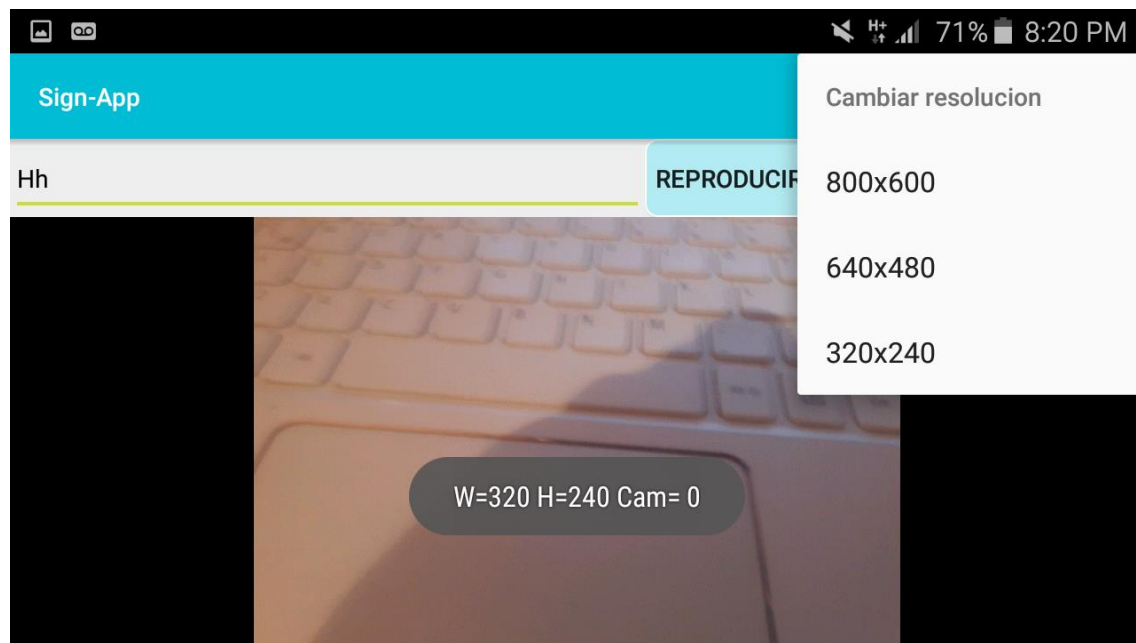 H+ 71% 8:20 PM
Sign-App
Cambiar resolucion
Hh
REPRODUCIR
800x600
640x480
320x240
W=320 H=240 Cam= 0